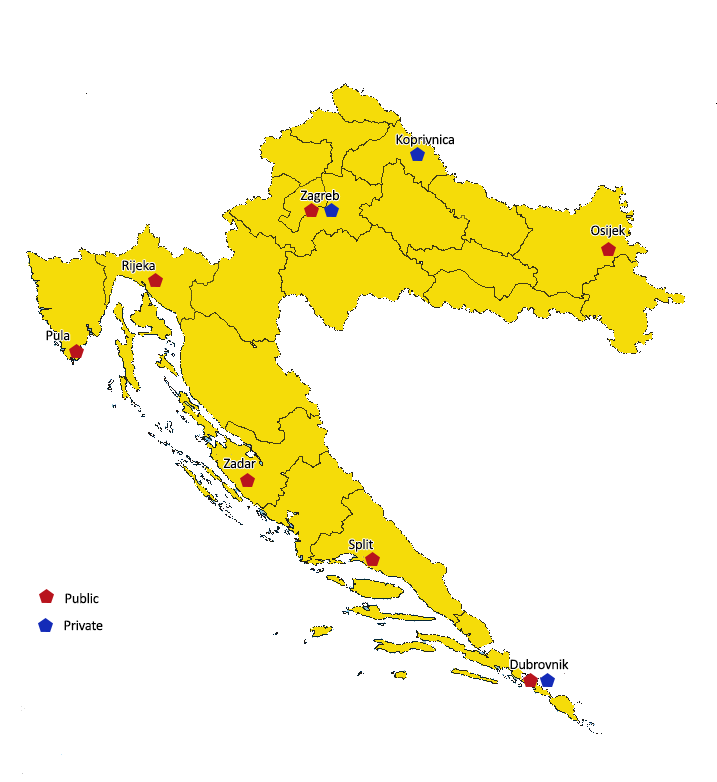 Koprivnica
Zagreb
Osijek
Rijeka
Pula
Zadar
Split
Public
Private
Dubrovnik